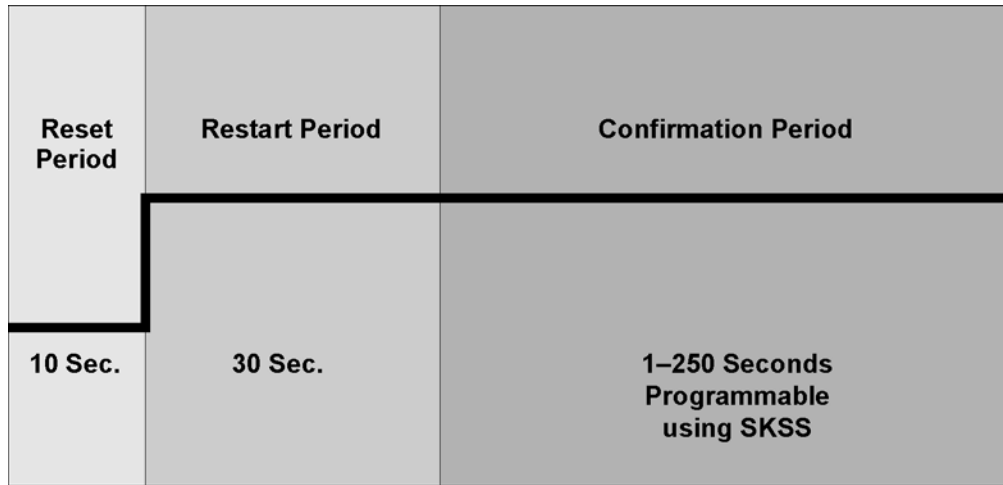 Reset
Period
Restart Period
Confirmation Period
10 Sec.
30 Sec.
1–250 Seconds
Programmable
using SKSS